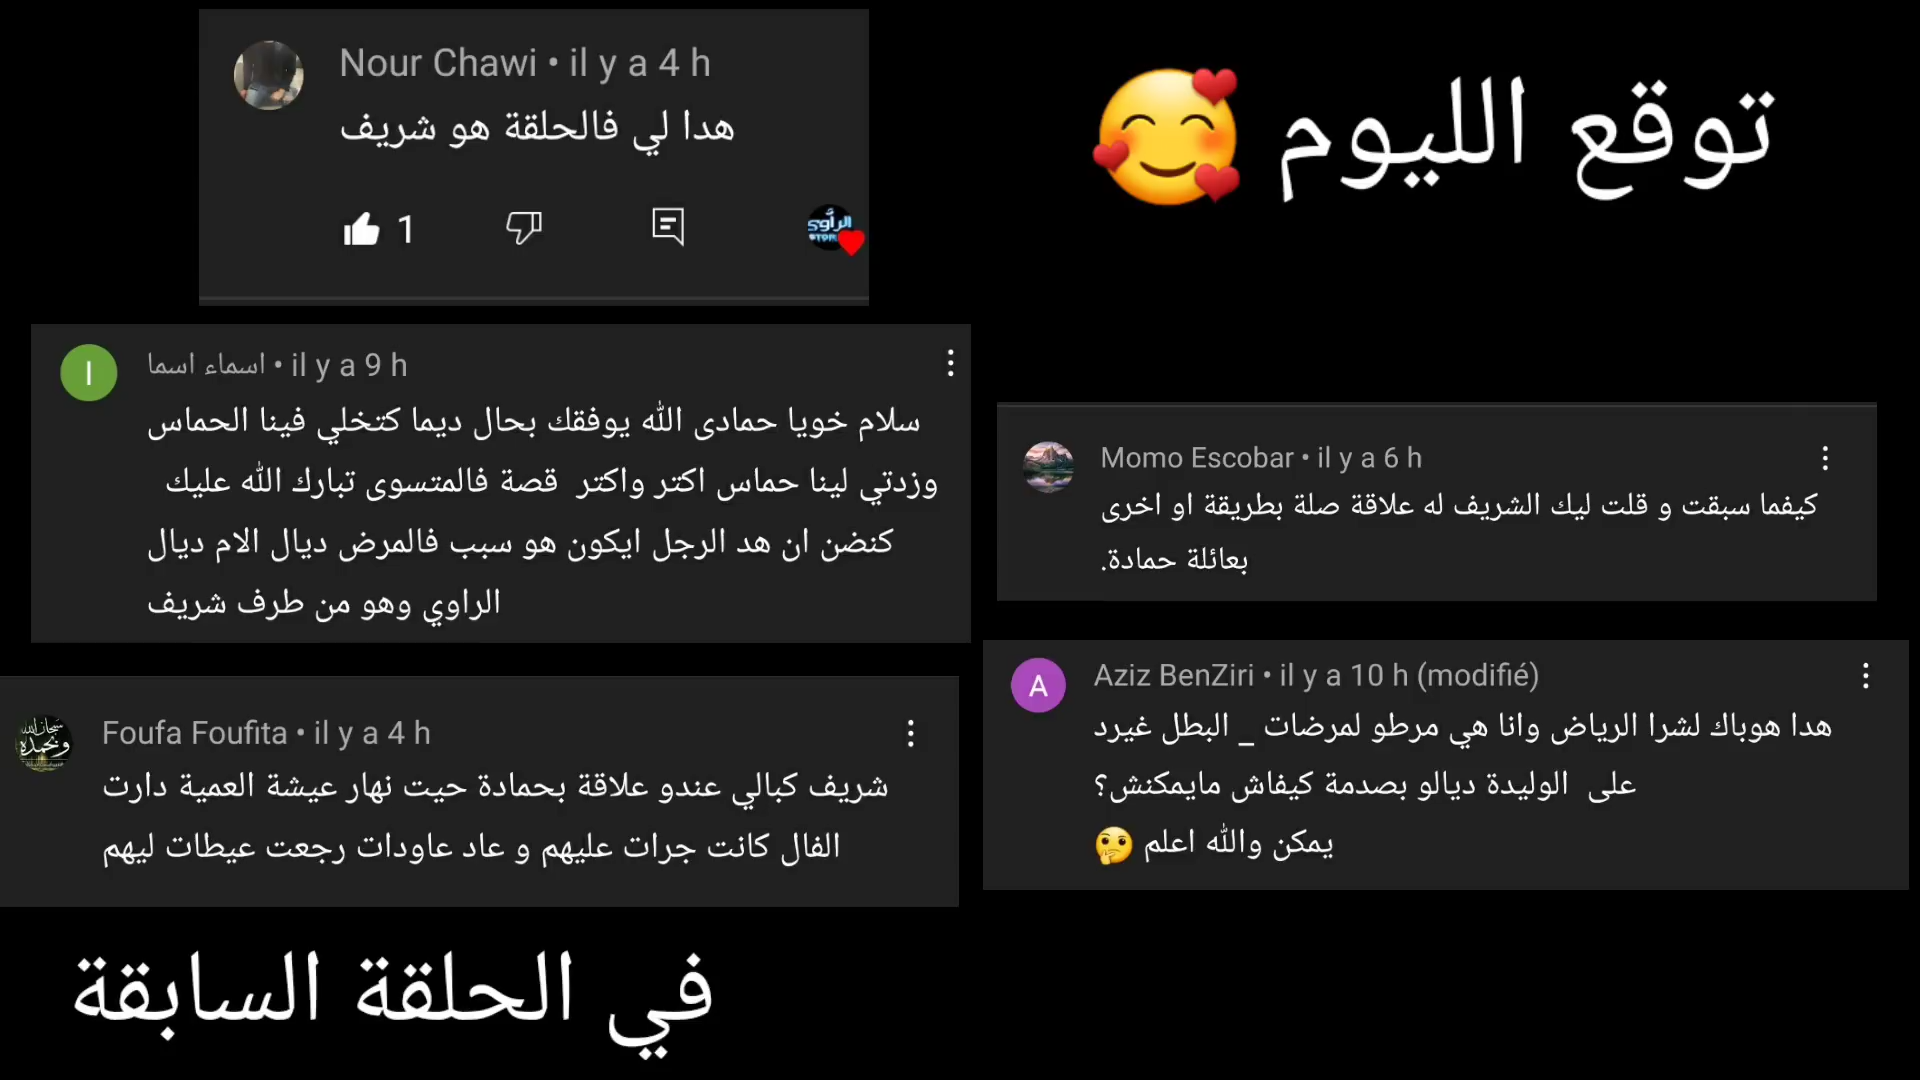 توقع الليوم 🥰
Nour Chawi • il y a 4 h
هدا لي فالحلقة هو شريف
1
اسماء اسما • il y a 9 h
سلام خويا حمادى الله يوفقك بحال ديما كتخلي فينا الحماس
وزدتي لينا حماس اكتر واكتر قصة فالمتسوى تبارك الله عليك
كنضن ان هد الرجل ايكون هو سبب فالمرض ديال الام ديال
الراوي وهو من طرف شريف
Momo Escobar • il y a 6 h
كيفما سبقت و قلت ليك الشريف له علاقة صلة بطريقة او اخرى
بعائلة حمادة.
Foufa Foufita • il y a 4 h
شريف كبالي عندو علاقة بحمادة حيت نهار عيشة العمية دارت
الفال كانت جرات عليهم و عاد عاودات رجعت عيطات ليهم
A
Aziz BenZiri • il y a 10 h (modifié)
هدا هوباك لشرا الرياض وانا هي مرطو لمرضات _ البطل غيرد
على الوليدة ديالو بصدمة كيفاش مايمكنش؟
يمكن والله اعلم 🤔
في الحلقة السابقة